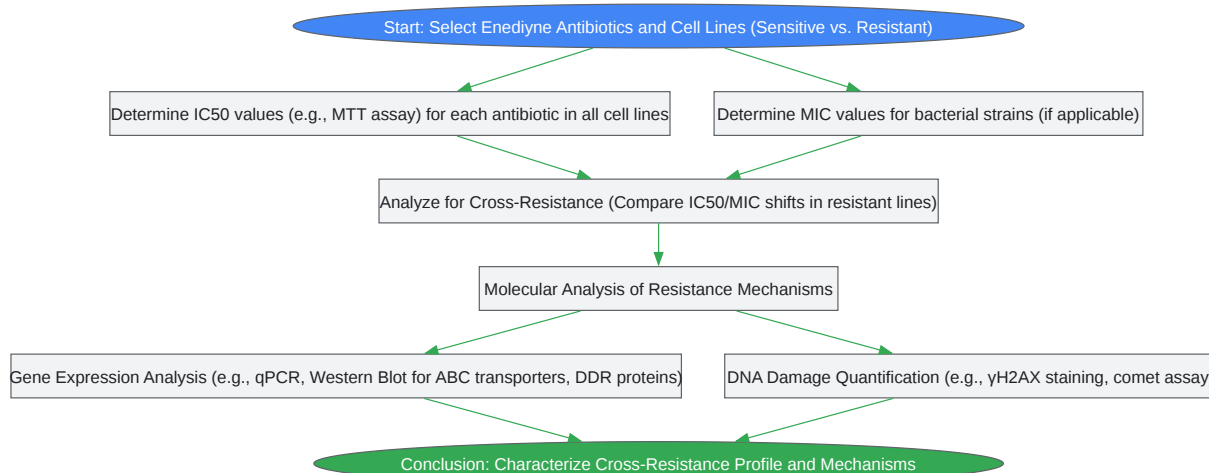 Start: Select Enediyne Antibiotics and Cell Lines (Sensitive vs. Resistant)
Determine IC50 values (e.g., MTT assay) for each antibiotic in all cell lines
Determine MIC values for bacterial strains (if applicable)
Analyze for Cross-Resistance (Compare IC50/MIC shifts in resistant lines)
Molecular Analysis of Resistance Mechanisms
Gene Expression Analysis (e.g., qPCR, Western Blot for ABC transporters, DDR proteins)
DNA Damage Quantification (e.g., γH2AX staining, comet assay
Conclusion: Characterize Cross-Resistance Profile and Mechanisms